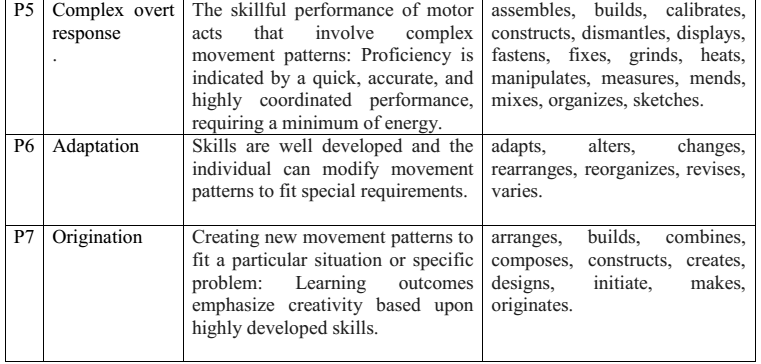 P5 Complex overt response .
The skillful performance of motor
acts that involve complex
movement patterns: Proficiency is
indicated by a quick, accurate, and
highly coordinated performance,
requiring a minimum of energy.
assembles, builds, calibrates,
constructs, dismantles, displays,
fastens, fixes, grinds, heats,
manipulates, measures, mends,
mixes, organizes, sketches.
P6 Adaptation
Skills are well developed and the
individual can modify movement
patterns to fit special requirements.
adapts, alters, changes,
rearranges, reorganizes, revises,
varies.
P7 Origination
Creating new movement patterns to
fit a particular situation or specific
problem: Learning outcomes
emphasize creativity based upon
highly developed skills.
arranges, builds, combines,
composes, constructs, creates,
designs, initiate, makes,
originates.